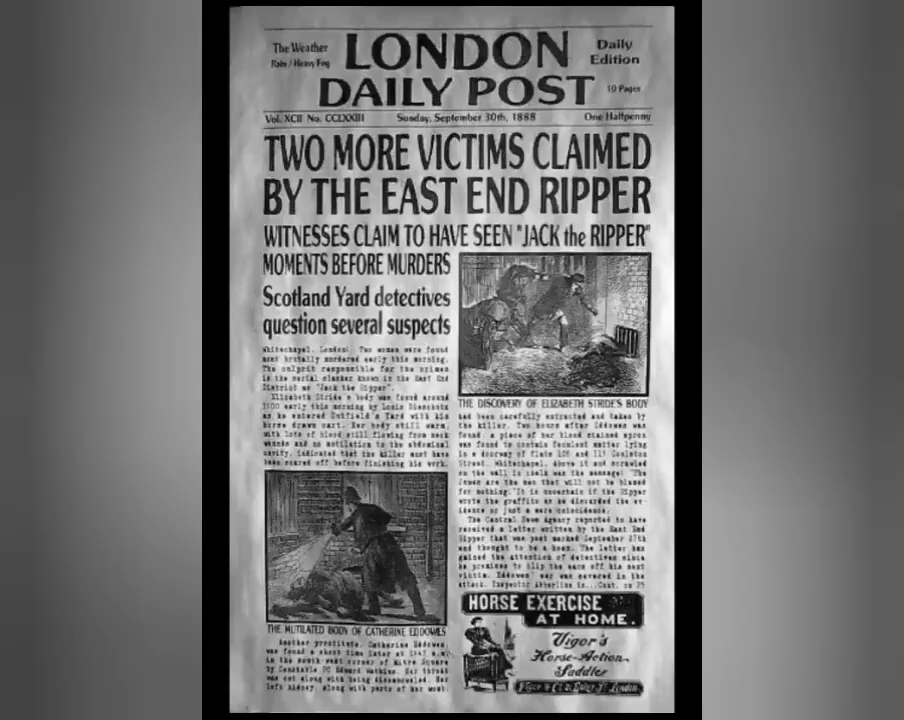 The Weather
Rain / Heavy Fog
LONDON
DAILY POST
Daily
Edition
10 Pages
Vol. XCII No. CCLXXIII Sunday, September 30th, 1888 One Halfpenny
TWO MORE VICTIMS CLAIMED
BY THE EAST END RIPPER
WITNESSES CLAIM TO HAVE SEEN "JACK the RIPPER"
MOMENTS BEFORE MURDERS
Scotland Yard detectives
question several suspects
Whitechapel, London: Two women were found
most brutally murdered early this morning.
The culprit responsible for the crimes
is the serial slasher known in the East End
District as "Jack the Ripper".
Elizabeth Stride's body was found around
1:00 early this morning by Louis
as he entered Dutfield's Yard with his
horse drawn cart. Her body still warm,
with lots of blood still flowing from neck
wounds and no mutilation to the abdominal
cavity, indicated that the killer must have
been scared off before finishing his work.
THE MUTILATED BODY OF CATHERINE EDDOWES
Another prostitute, Catherine Eddowes,
was found a short time later at
in the south west corner of Mitre Square
by Constable PC Edward Watkins. Her throat
was cut along with being disemboweled. Her
left kidney, along with parts of her womb,
THE DISCOVERY OF ELIZABETH STRIDE'S BODY
had been carefully extracted and taken by
the killer. Two hours after Eddowes was
found, a piece of her blood stained apron
was found to contain feculent matter lying
in a doorway of flats 108 and 119 Goulston
Street, Whitechapel. Above it and scrawled
on the wall in chalk was the message: "The
Juwes are the men that will not be blamed
for nothing." It is uncertain if the Ripper
wrote the graffito as he discarded the ev-
idence or just a mere coincidence.
The Central News Agency reported to have
received a letter written by the East End
Ripper that was post marked September 27th
and thought to be a hoax. The letter has
gained the attention of detectives since
he promises to clip the ears off his next
victim. Eddowes' ear was severed in the
attack. Inspector Abberline is...Cont. on
HORSE EXERCISE
AT HOME.
Vigor's
Horse-Action
Saddle